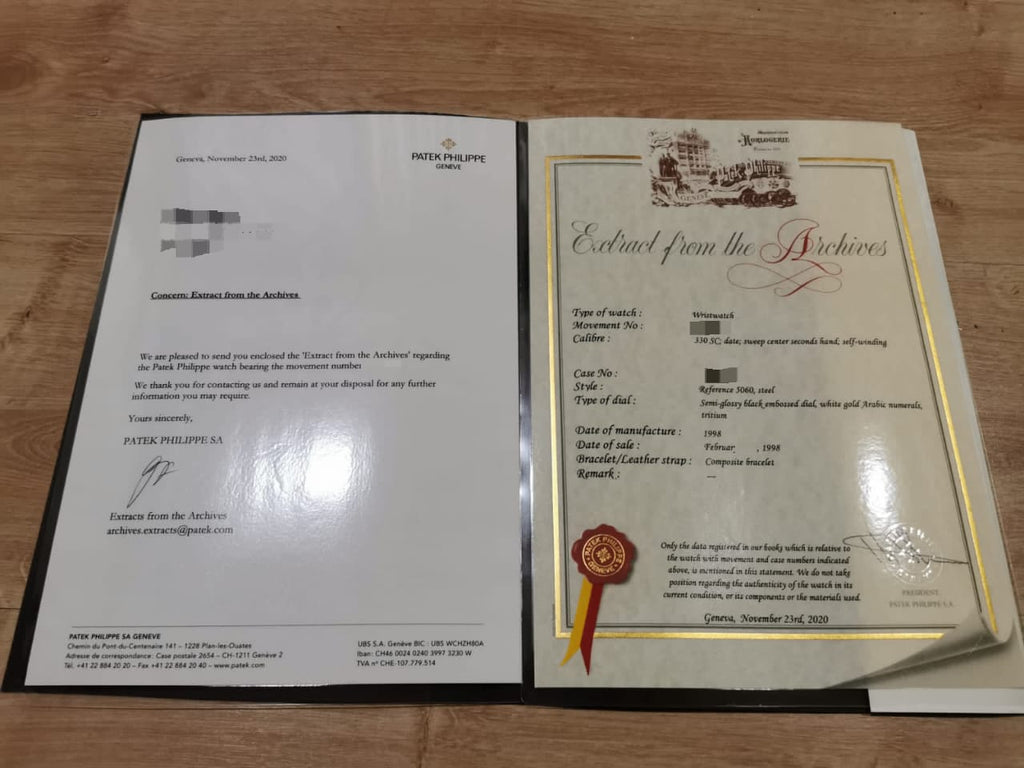 Geneva, November 23rd, 2020
PATEK PHILIPPE
GENEVE
Concern: Extract from the Archives
We are pleased to send you enclosed the 'Extract from the Archives' regarding
the Patek Philippe watch bearing the movement number
We thank you for contacting us and remain at your disposal for any further
information you may require.
Yours sincerely,
PATEK PHILIPPE SA
Extracts from the Archives
archives.extracts@patek.com
PATEK PHILIPPE SA GENEVE
Chemin du Pont-du-Centenaire 141 – 1228 Plan-les-Ouates
Adresse de correspondance: Case postale 2654 – CH-1211 Genève 2
Tél. +41 22 884 20 20 – Fax +41 22 884 20 40 – www.patek.com
UBS S.A. Genève BIC : UBS WCHZH80A
Iban: CH46 0024 0240 3997 3230 W
TVA n° CHE-107.779.514
HORLOGERIE
Patek Philippe
GENÈVE
Extract from the Archives
Type of watch : Wristwatch
Movement No :
Calibre : 330 SC, date; sweep center seconds hand; self-winding
Case No :
Style : Reference 5060, steel
Type of dial : Semi-glossy black embossed dial, white gold Arabic numerals,
tritium
Date of manufacture : 1998
Date of sale : Februar , 1998
Bracelet/Leather strap : Composite bracelet
Remark : —
PATEK PHILIPPE
GENEVE
Only the data registered in our books which is relative to
the watch with movement and case numbers indicated
above, is mentioned in this statement. We do not take
position regarding the authenticity of the watch in its
current condition, or its components or the materials used.
PRESIDENT
PATEK PHILIPPE S.A.
Geneva, November 23rd, 2020